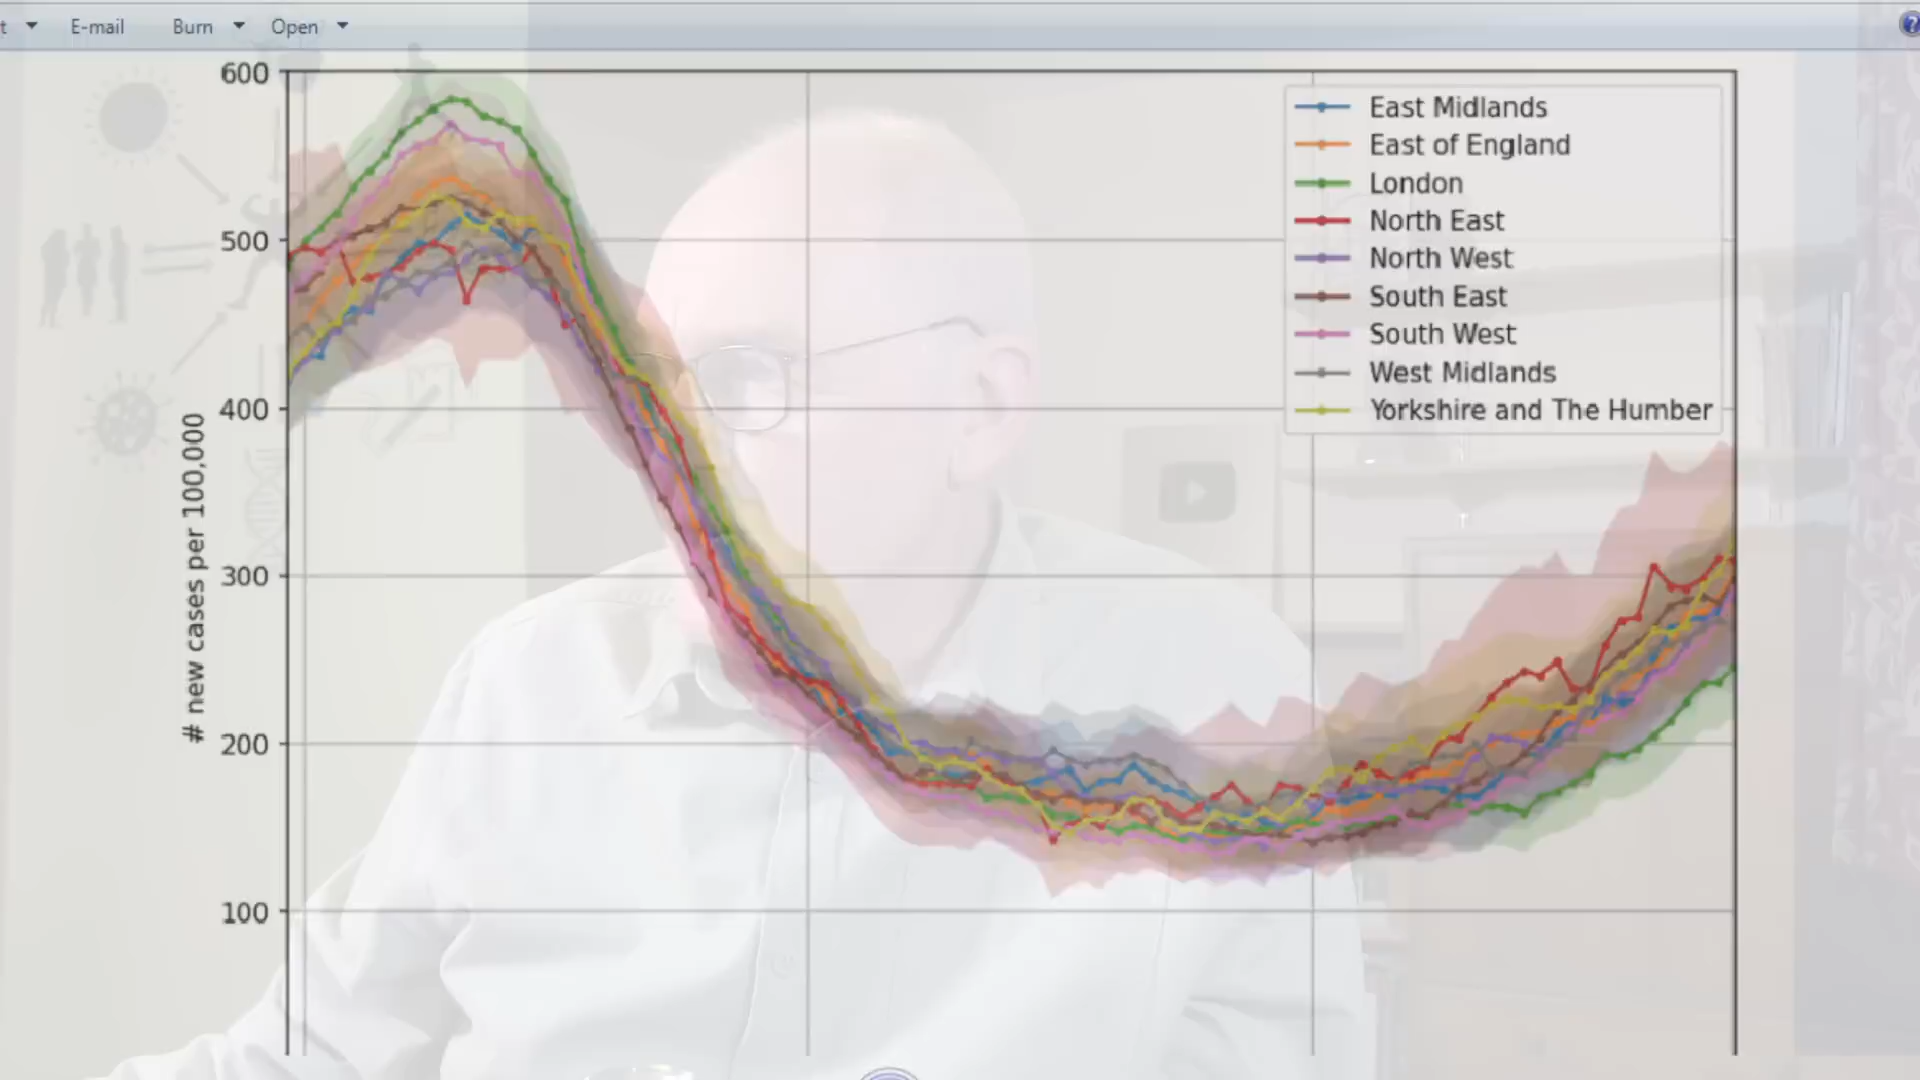 t E-mail Burn Open ?
600
500
400
300
200
100
# new cases per 100,000
East Midlands
East of England
London
North East
North West
South East
South West
West Midlands
Yorkshire and The Humber